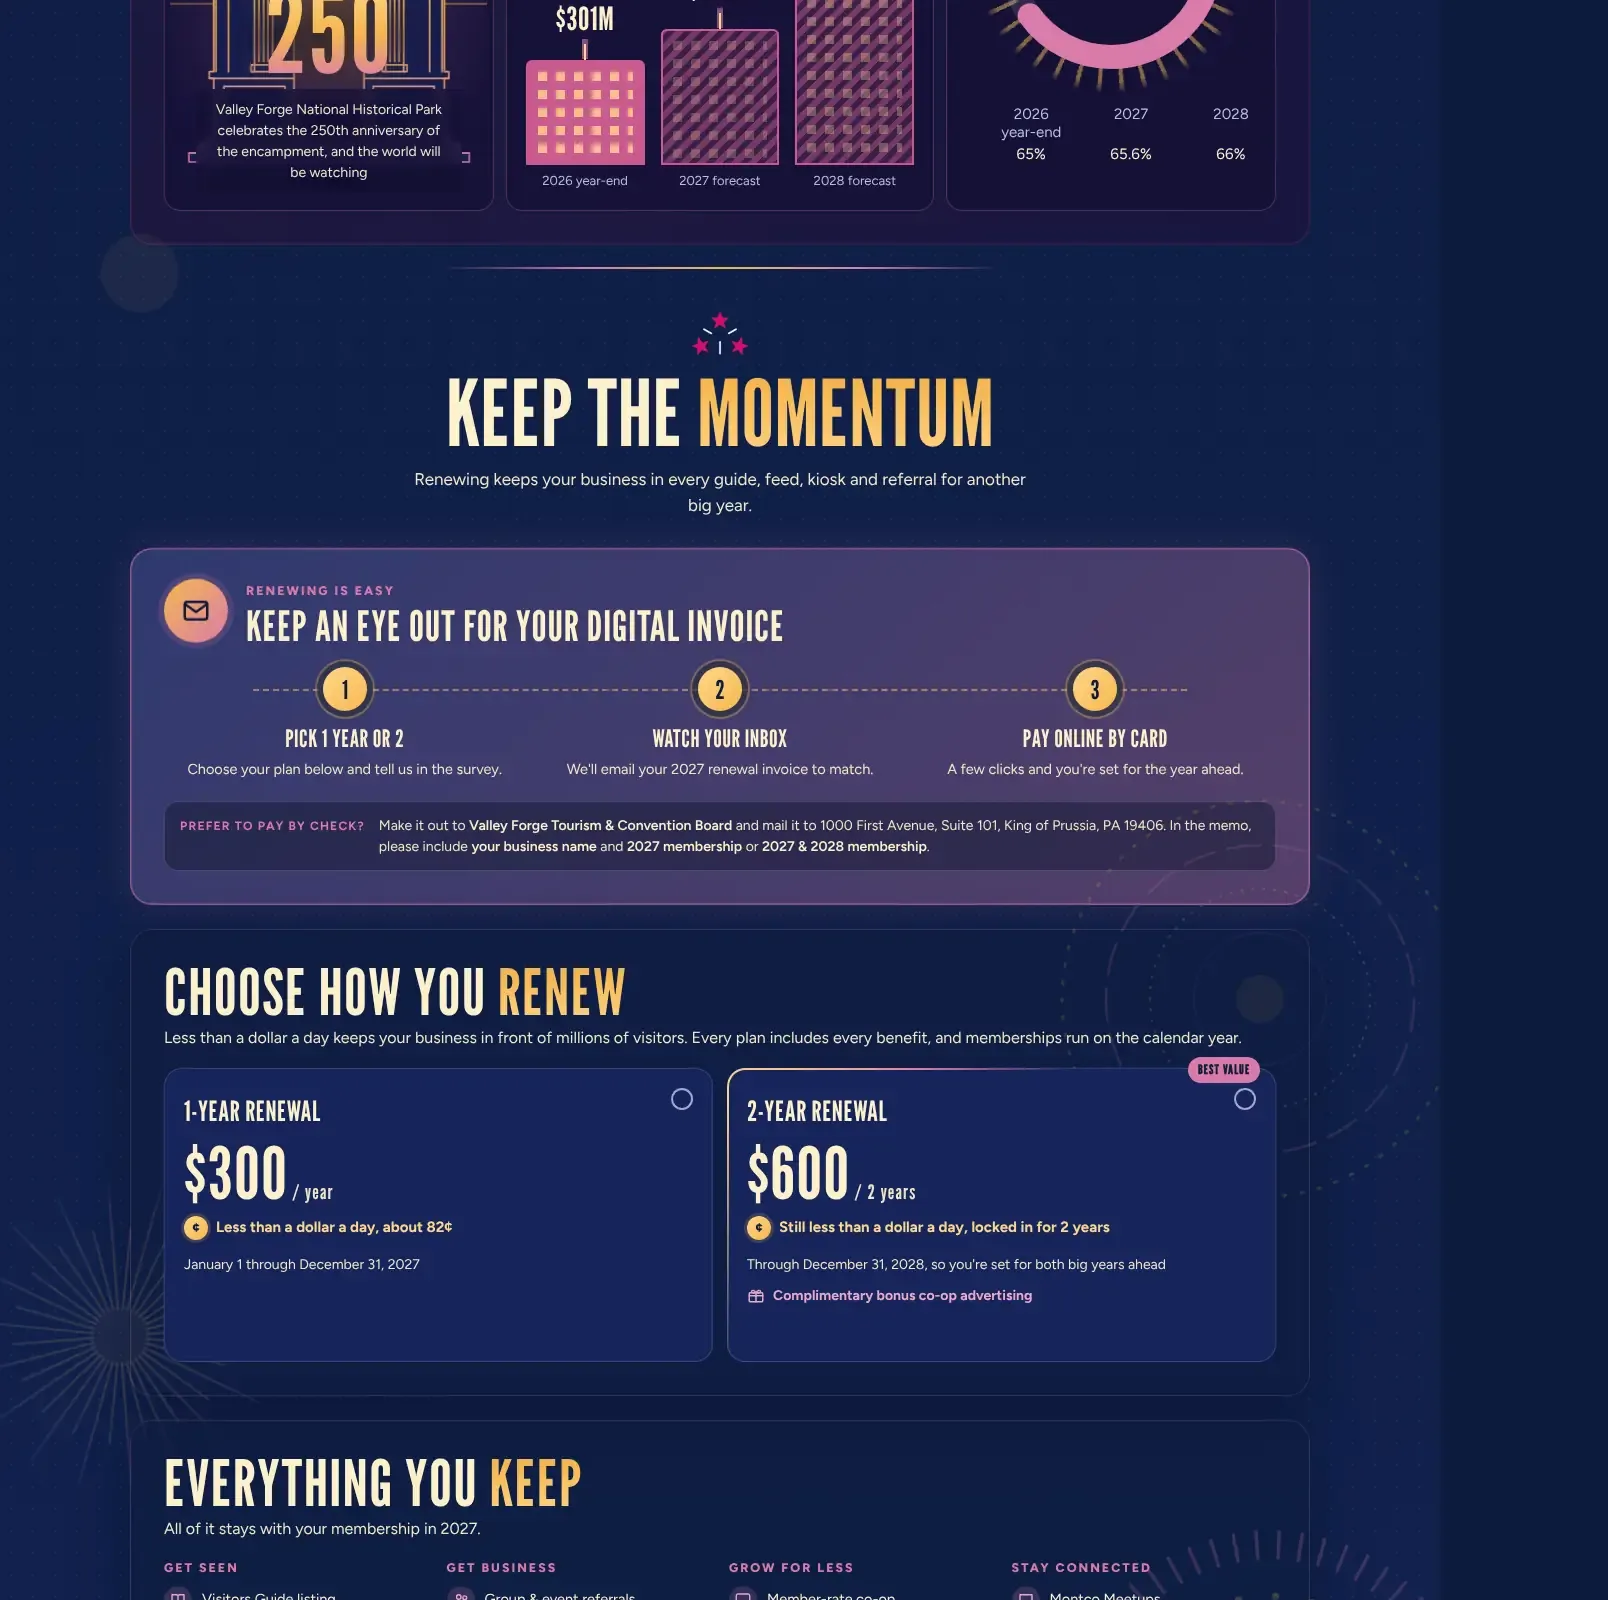 250
Valley Forge National Historical Park
celebrates the 250th anniversary of
the encampment, and the world will
be watching
$301M
2026 year-end
2027 forecast
2028 forecast
2026
year-end
65%
2027
65.6%
2028
66%
KEEP THE MOMENTUM
Renewing keeps your business in every guide, feed, kiosk and referral for another
big year.
RENEWING IS EASY
KEEP AN EYE OUT FOR YOUR DIGITAL INVOICE
1
PICK 1 YEAR OR 2
Choose your plan below and tell us in the survey.
2
WATCH YOUR INBOX
We'll email your 2027 renewal invoice to match.
3
PAY ONLINE BY CARD
A few clicks and you're set for the year ahead.
PREFER TO PAY BY CHECK?
Make it out to Valley Forge Tourism & Convention Board and mail it to 1000 First Avenue, Suite 101, King of Prussia, PA 19406. In the memo,
please include your business name and 2027 membership or 2027 & 2028 membership.
CHOOSE HOW YOU RENEW
Less than a dollar a day keeps your business in front of millions of visitors. Every plan includes every benefit, and memberships run on the calendar year.
1-YEAR RENEWAL
$300 / year
¢ Less than a dollar a day, about 82¢
January 1 through December 31, 2027
BEST VALUE
2-YEAR RENEWAL
$600 / 2 years
¢ Still less than a dollar a day, locked in for 2 years
Through December 31, 2028, so you're set for both big years ahead
Complimentary bonus co-op advertising
EVERYTHING YOU KEEP
All of it stays with your membership in 2027.
GET SEEN
Visitors Guide listing
GET BUSINESS
Group & event referrals
GROW FOR LESS
Member-rate co-op
STAY CONNECTED
Montco Meetups